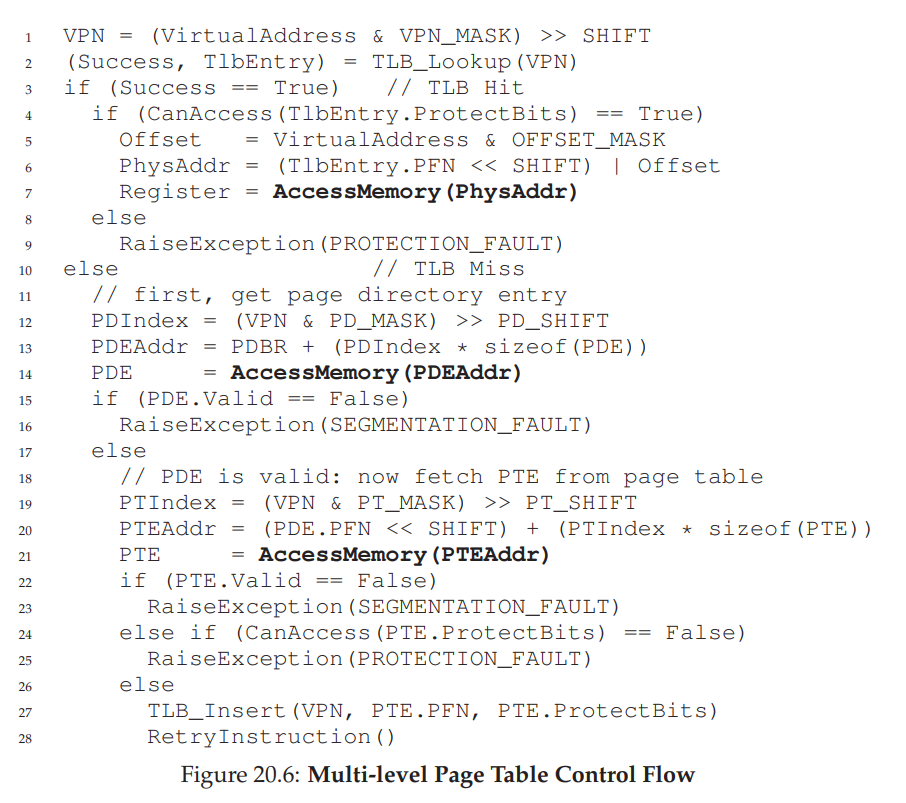 1 VPN = (VirtualAddress & VPN_MASK) >> SHIFT
2 (Success, TlbEntry) = TLB_Lookup(VPN)
3 if (Success == True) // TLB Hit
4 if (CanAccess(TlbEntry.ProtectBits) == True)
5 Offset = VirtualAddress & OFFSET_MASK
6 PhysAddr = (TlbEntry.PFN << SHIFT) | Offset
7 Register = AccessMemory(PhysAddr)
8 else
9 RaiseException(PROTECTION_FAULT)
10 else // TLB Miss
11 // first, get page directory entry
12 PDIndex = (VPN & PD_MASK) >> PD_SHIFT
13 PDEAddr = PDBR + (PDIndex * sizeof(PDE))
14 PDE = AccessMemory(PDEAddr)
15 if (PDE.Valid == False)
16 RaiseException(SEGMENTATION_FAULT)
17 else
18 // PDE is valid: now fetch PTE from page table
19 PTIndex = (VPN & PT_MASK) >> PT_SHIFT
20 PTEAddr = (PDE.PFN << SHIFT) + (PTIndex * sizeof(PTE))
21 PTE = AccessMemory(PTEAddr)
22 if (PTE.Valid == False)
23 RaiseException(SEGMENTATION_FAULT)
24 else if (CanAccess(PTE.ProtectBits) == False)
25 RaiseException(PROTECTION_FAULT)
26 else
27 TLB_Insert(VPN, PTE.PFN, PTE.ProtectBits)
28 RetryInstruction()
Figure 20.6: Multi-level Page Table Control Flow